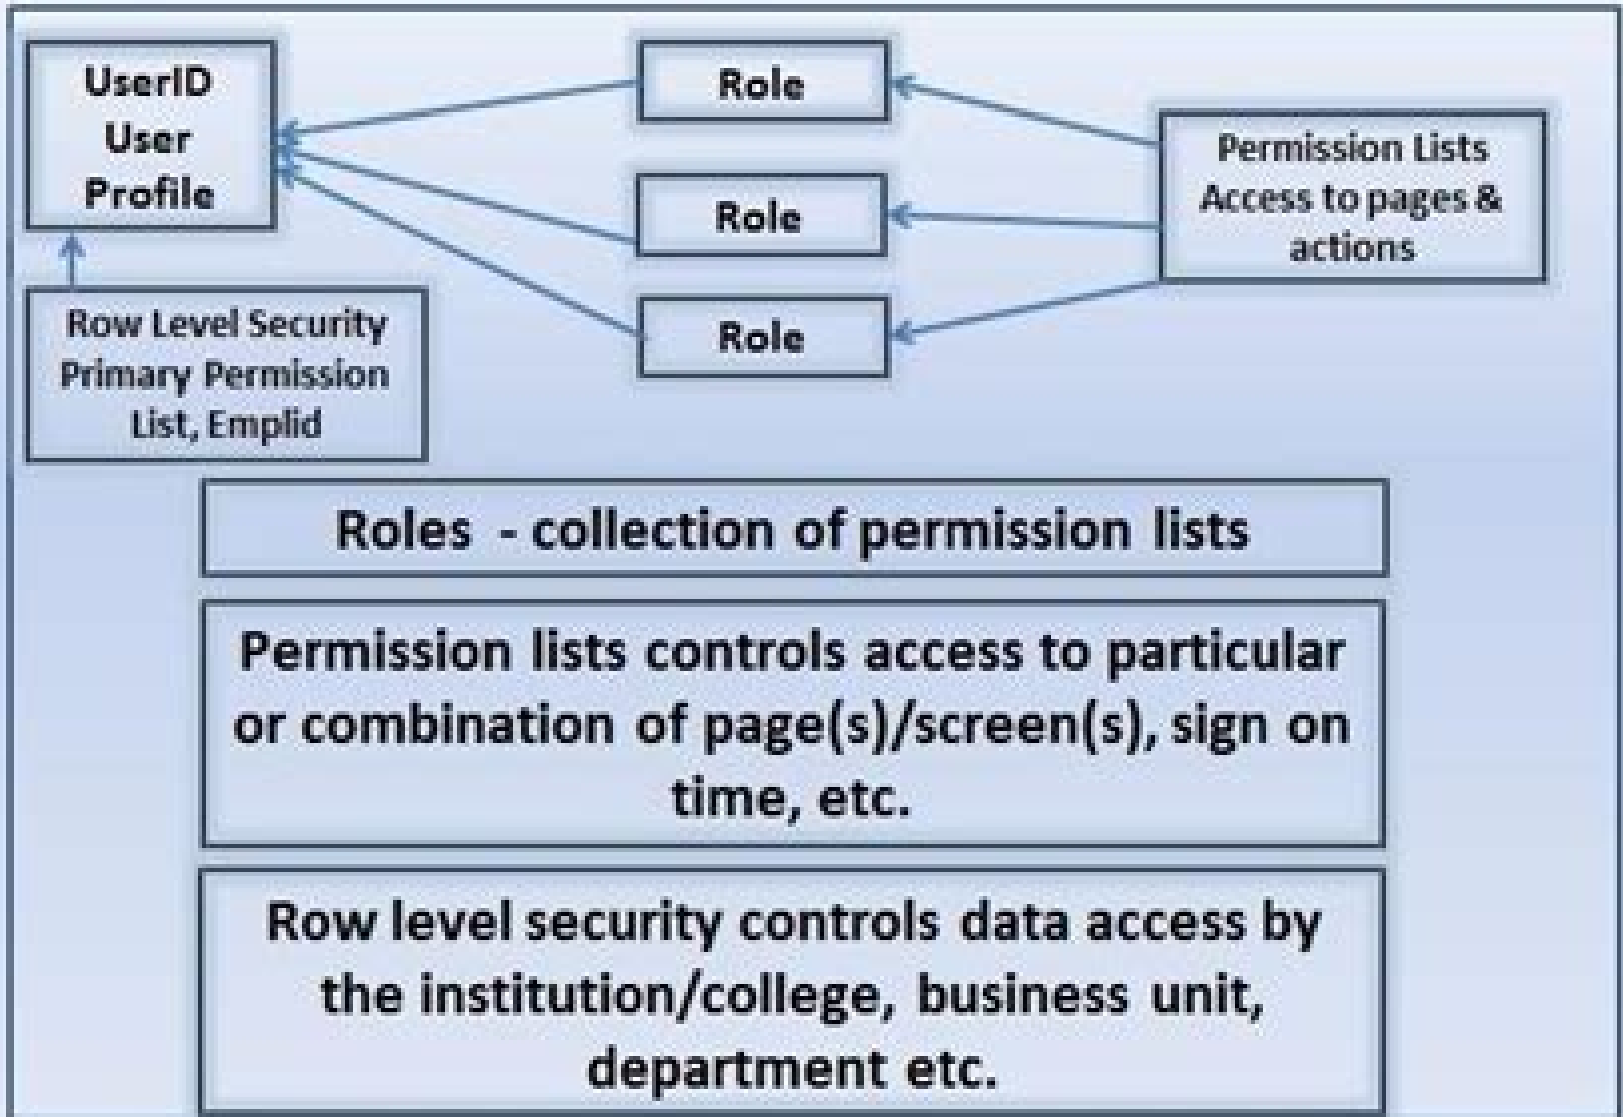 UserID
User
Profile
Role
Role
Role
Permission Lists
Access to pages &
actions
Row Level Security
Primary Permission
List, Emplid
Roles - collection of permission lists
Permission lists controls access to particular
or combination of page(s)/screen(s), sign on
time, etc.
Row level security controls data access by
the institution/college, business unit,
department etc.